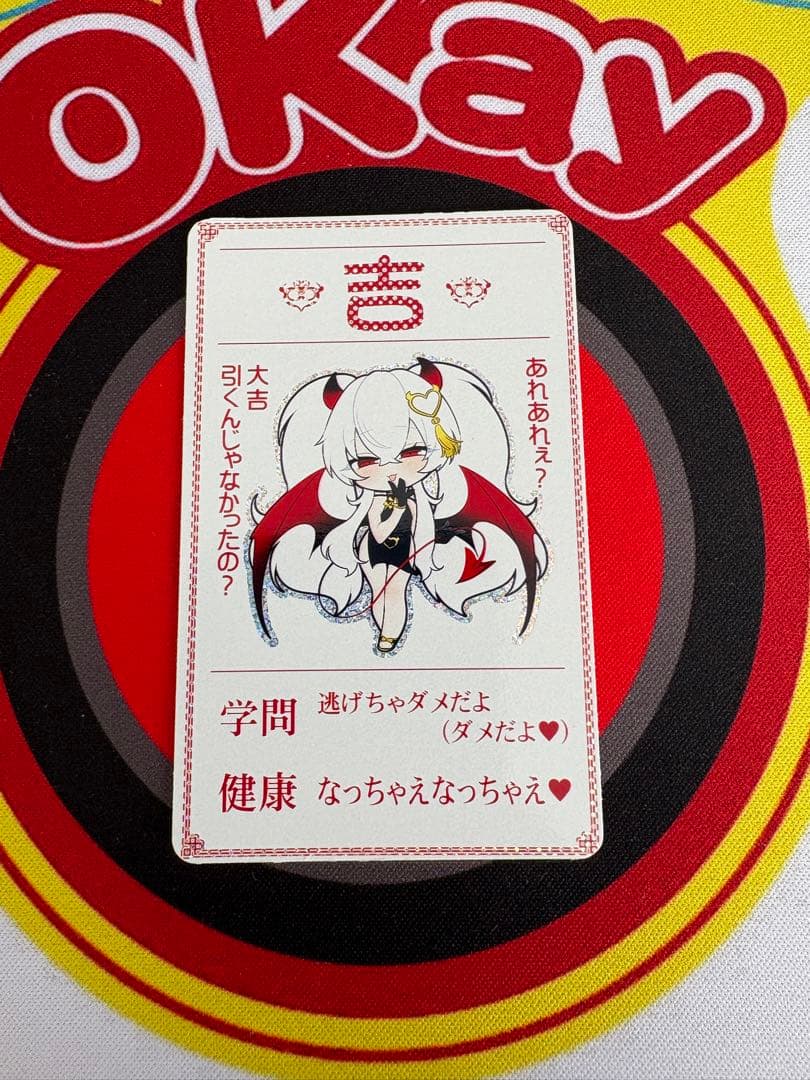 okay
吉
あれあれぇ？
大吉
引くんじゃなかったの？
学問 逃げちゃダメだよ
（ダメだよ♥）
健康 なっちゃえなっちゃえ♥